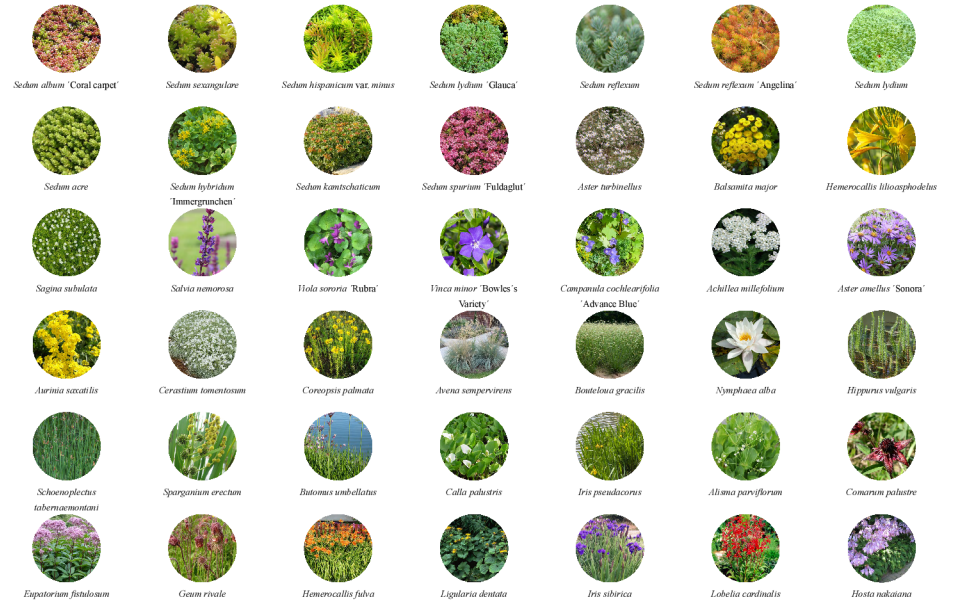 Sedum album ´Coral carpet´ Sedum sexangulare Sedum hispanicum var. minus Sedum lydium ´Glauca´ Sedum reflexum Sedum reflexum ´Angelina´ Sedum lydium
Sedum acre Sedum hybridum Sedum kamtschaticum Sedum spurium ´Fuldaglut´ Aster turbinellus Balsamita major Hemerocallis lilioasphodelus
´Immergrunchen´
Sagina subulata Salvia nemorosa Viola sororia ´Rubra´ Vinca minor ´Bowles´s Campanula cochlearifolia Achillea millefolium Aster amellus ´Sonora´
Variety´ ´Advance Blue´
Aurinia saxatilis Cerastium tomentosum Coreopsis palmata Avena sempervirens Bouteloua gracilis Nymphaea alba Hippurus vulgaris
Schoenoplectus Sparganium erectum Butomus umbellatus Calla palustris Iris pseudacorus Alisma parviflorum Comarum palustre
tabernaemontani
Eupatorium fistulosum Geum rivale Hemerocallis fulva Ligularia dentata Iris sibirica Lobelia cardinalis Hosta nakaiana